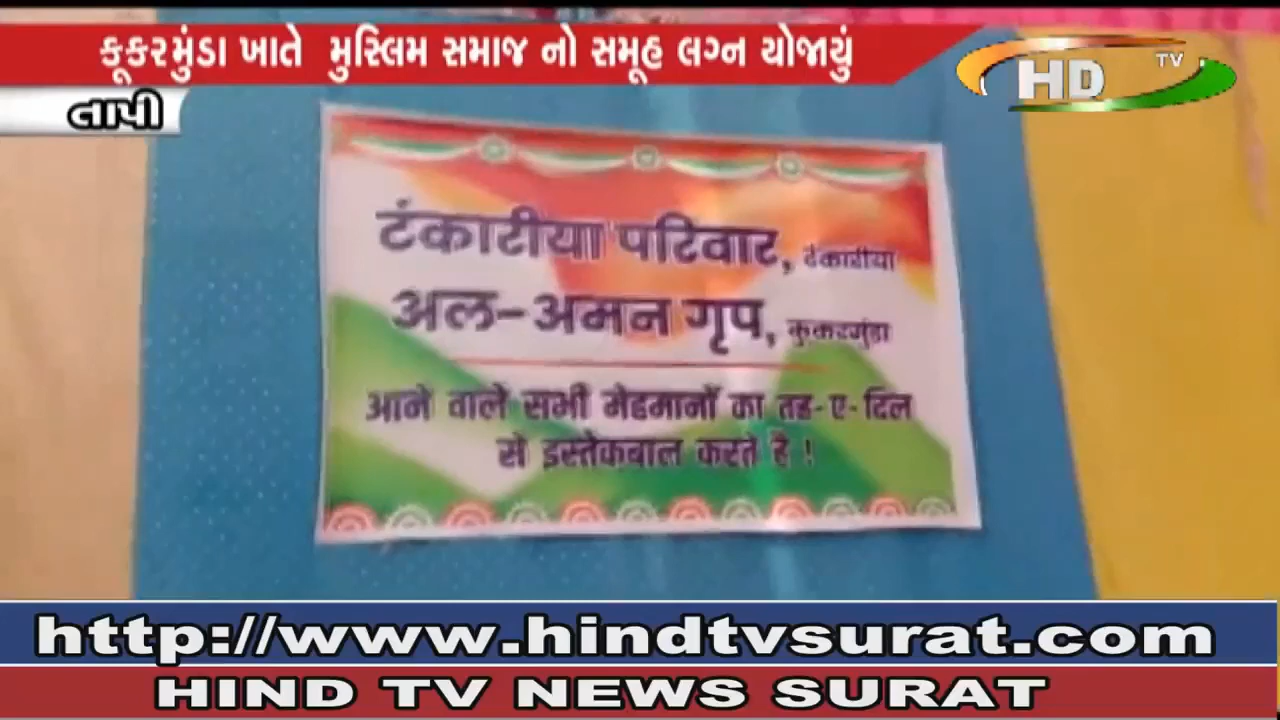 કૂકરમુંડા ખાતે મુસ્લિમ સમાજ નો સમૂહ લગ્ન યોજાયું
HD TV
તાપી
टंकारीया परिवार, टंकारीया
अल-अमन गृप, कुकरमुंडा
आने वाले सभी मेहमानों का तह-ए-दिल
से इस्तेकबाल करते है !
http://www.hindtvsurat.com
HIND TV NEWS SURAT